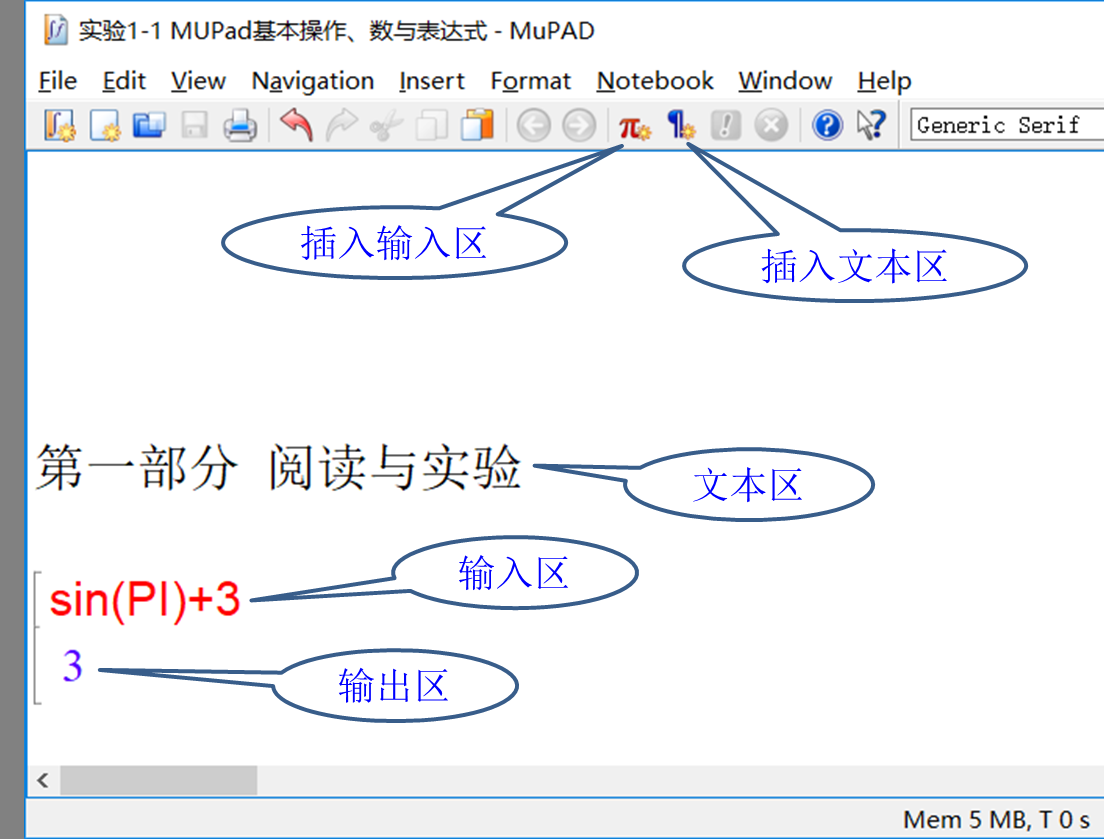 实验1-1 MUPad基本操作、数与表达式 - MuPAD
File Edit View Navigation Insert Format Notebook Window Help
Generic Serif
插入输入区
插入文本区
第一部分 阅读与实验
文本区
输入区
sin(PI)+3
3
输出区
Mem 5 MB, T 0 s